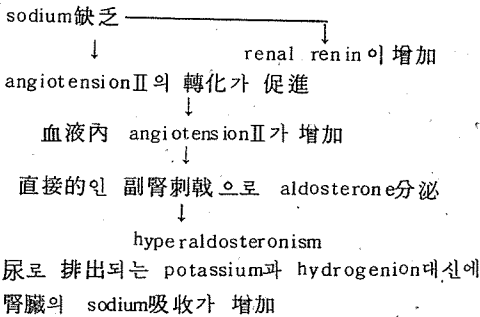 sodium缺乏
renal renin이 增加
angiotensionⅡ의 轉化가 促進
血液內 angiotensionⅡ가 增加
直接的인 副腎刺戟으로 aldosterone分泌
hyperaldosteronism
尿로 排出되는 potassium과 hydrogenion대신에
腎臟의 sodium吸收가 增加